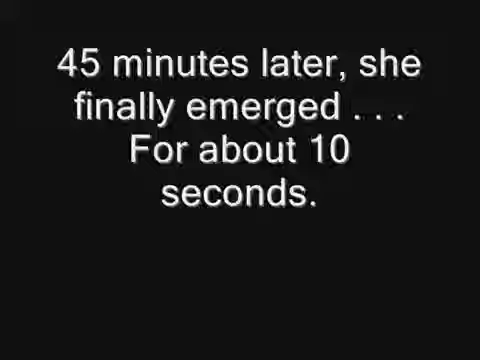 45 minutes later, she
finally emerged . . .
For about 10
seconds.